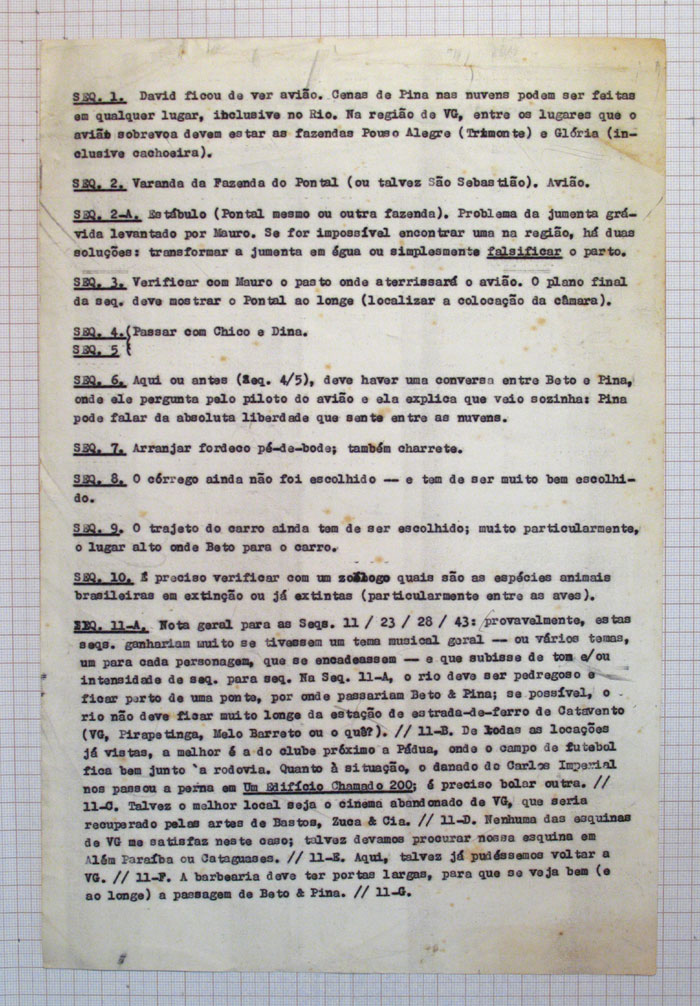 SEQ. 1. David ficou de ver avião. Cenas de Pina nas nuvens podem ser feitas
em qualquer lugar, inclusive no Rio. Na região de VG, entre os lugares que o
avião sobrevoa devem estar as fazendas Pouso Alegre (Trimonte) e Glória (in-
clusive cachoeira).
SEQ. 2. Varanda da Fazenda do Pontal (ou talvez São Sebastião). Avião.
SEQ. 2-A. Estábulo (Pontal mesmo ou outra fazenda). Problema da jumenta grá-
vida levantado por Mauro. Se for impossível encontrar uma na região, há duas
soluções: transformar a jumenta em égua ou simplesmente falsificar o parto.
SEQ. 3. Verificar com Mauro o pasto onde aterrissará o avião. O plano final
da seq. deve mostrar o Pontal ao longe (localizar a colocação da câmara).
SEQ. 4. Passar com Chico e Dina.
SEQ. 5
SEQ. 6. Aqui ou antes (Seq. 4/5), deve haver uma conversa entre Beto e Pina,
onde ele pergunta pelo piloto do avião e ela explica que veio sozinha: Pina
pode falar da absoluta liberdade que sente entre as nuvens.
SEQ. 7. Arranjar fordeco pé-de-bode; também charrete.
SEQ. 8. O córrego ainda não foi escolhido — e tem de ser muito bem escolhi-
do.
SEQ. 9. O trajeto do carro ainda tem de ser escolhido; muito particularmente,
o lugar alto onde Beto para o carro.
SEQ. 10. É preciso verificar com um zoólogo quais são as espécies animais
brasileiras em extinção ou já extintas (particularmente entre as aves).
SEQ. 11-A. Nota geral para as Seqs. 11 / 23 / 28 / 43: provavelmente, estas
seqs. ganhariam muito se tivessem um tema musical geral — ou vários temas,
um para cada personagem, que se encadeassem — e que subisse de tom e/ou
intensidade de seq. para seq. Na Seq. 11-A, o rio deve ser pedregoso e
ficar perto de uma ponte, por onde passariam Beto & Pina; se possível, o
rio não deve ficar muito longe da estação de estrada-de-ferro de Catavento
(VG, Pirapetinga, Melo Barreto ou o quê?). // 11-B. De todas as locações
já vistas, a melhor é a do clube próximo a Pádua, onde o campo de futebol
fica bem junto `a rodovia. Quanto à situação, o danado do Carlos Imperial
nos passou a perna em Um Edifício Chamado 200; é preciso bolar outra. //
11-C. Talvez o melhor local seja o cinema abandonado de VG, que seria
recuperado pelas artes de Bastos, Zuca & Cia. // 11-D. Nenhuma das esquinas
de VG me satisfaz neste caso; talvez devamos procurar nossa esquina em
Além Paraíba ou Cataguases. // 11-E. Aqui, talvez já pudéssemos voltar a
VG. // 11-F. A barbearia deve ter portas largas, para que se veja bem (e
ao longe) a passagem de Beto & Pina. // 11-G.